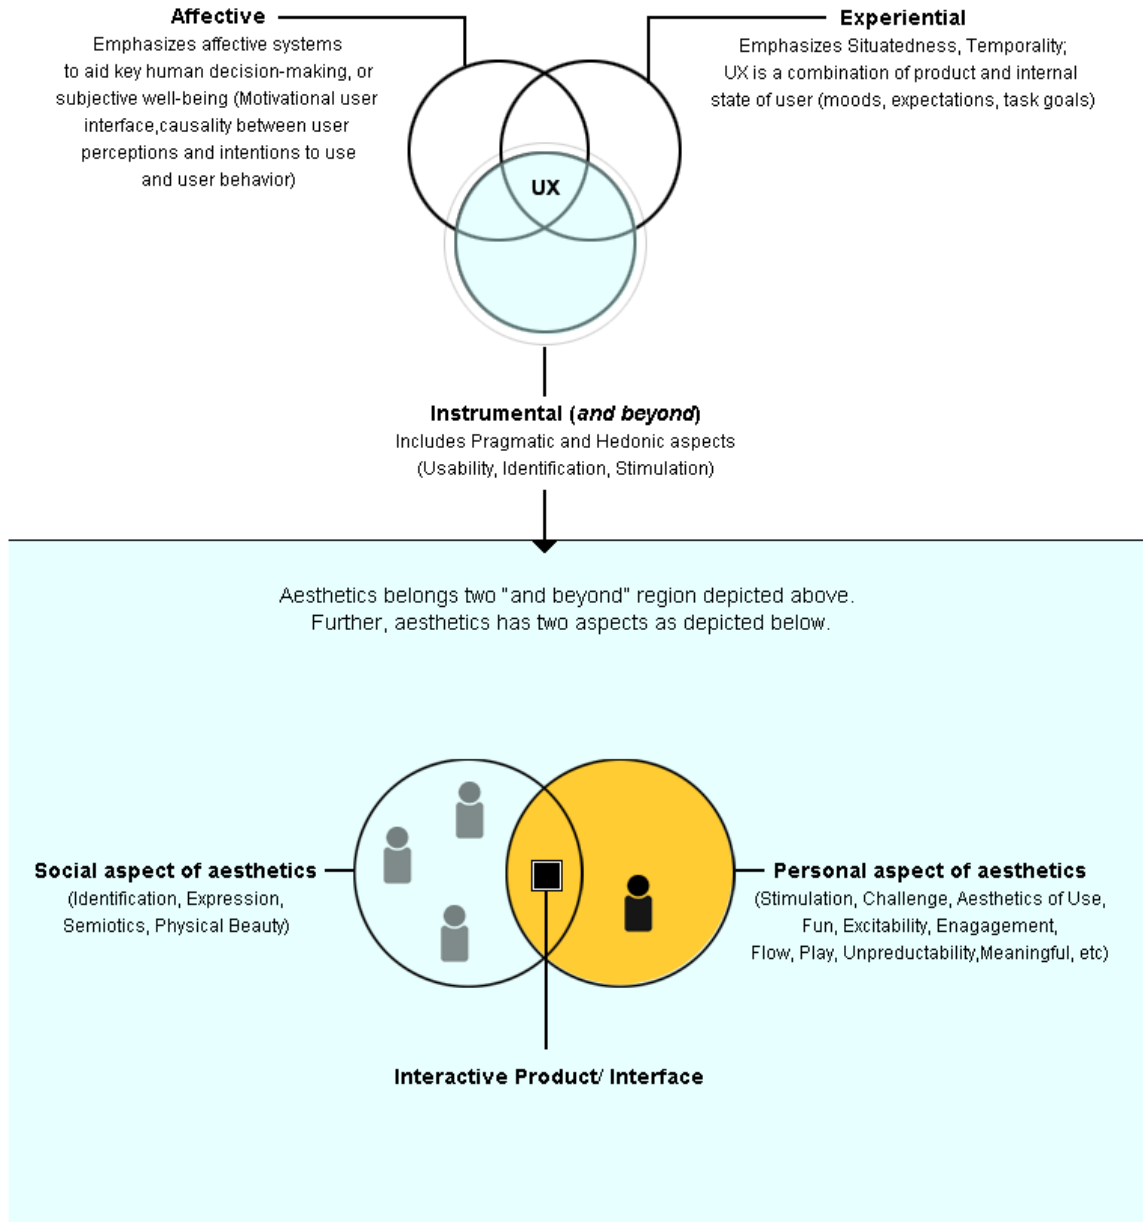 Affective
Emphasizes affective systems
to aid key human decision-making, or
subjective well-being (Motivational user
interface,causality between user
perceptions and intentions to use
and user behavior)
Experiential
Emphasizes Situatedness, Temporality;
UX is a combination of product and internal
state of user (moods, expectations, task goals)
UX
Instrumental (and beyond)
Includes Pragmatic and Hedonic aspects
(Usability, Identification, Stimulation)
Aesthetics belongs two "and beyond" region depicted above.
Further, aesthetics has two aspects as depicted below.
Social aspect of aesthetics
(Identification, Expression,
Semiotics, Physical Beauty)
Personal aspect of aesthetics
(Stimulation, Challenge, Aesthetics of Use,
Fun, Excitability, Enagagement,
Flow, Play, Unpreductability,Meaningful, etc)
Interactive Product/ Interface